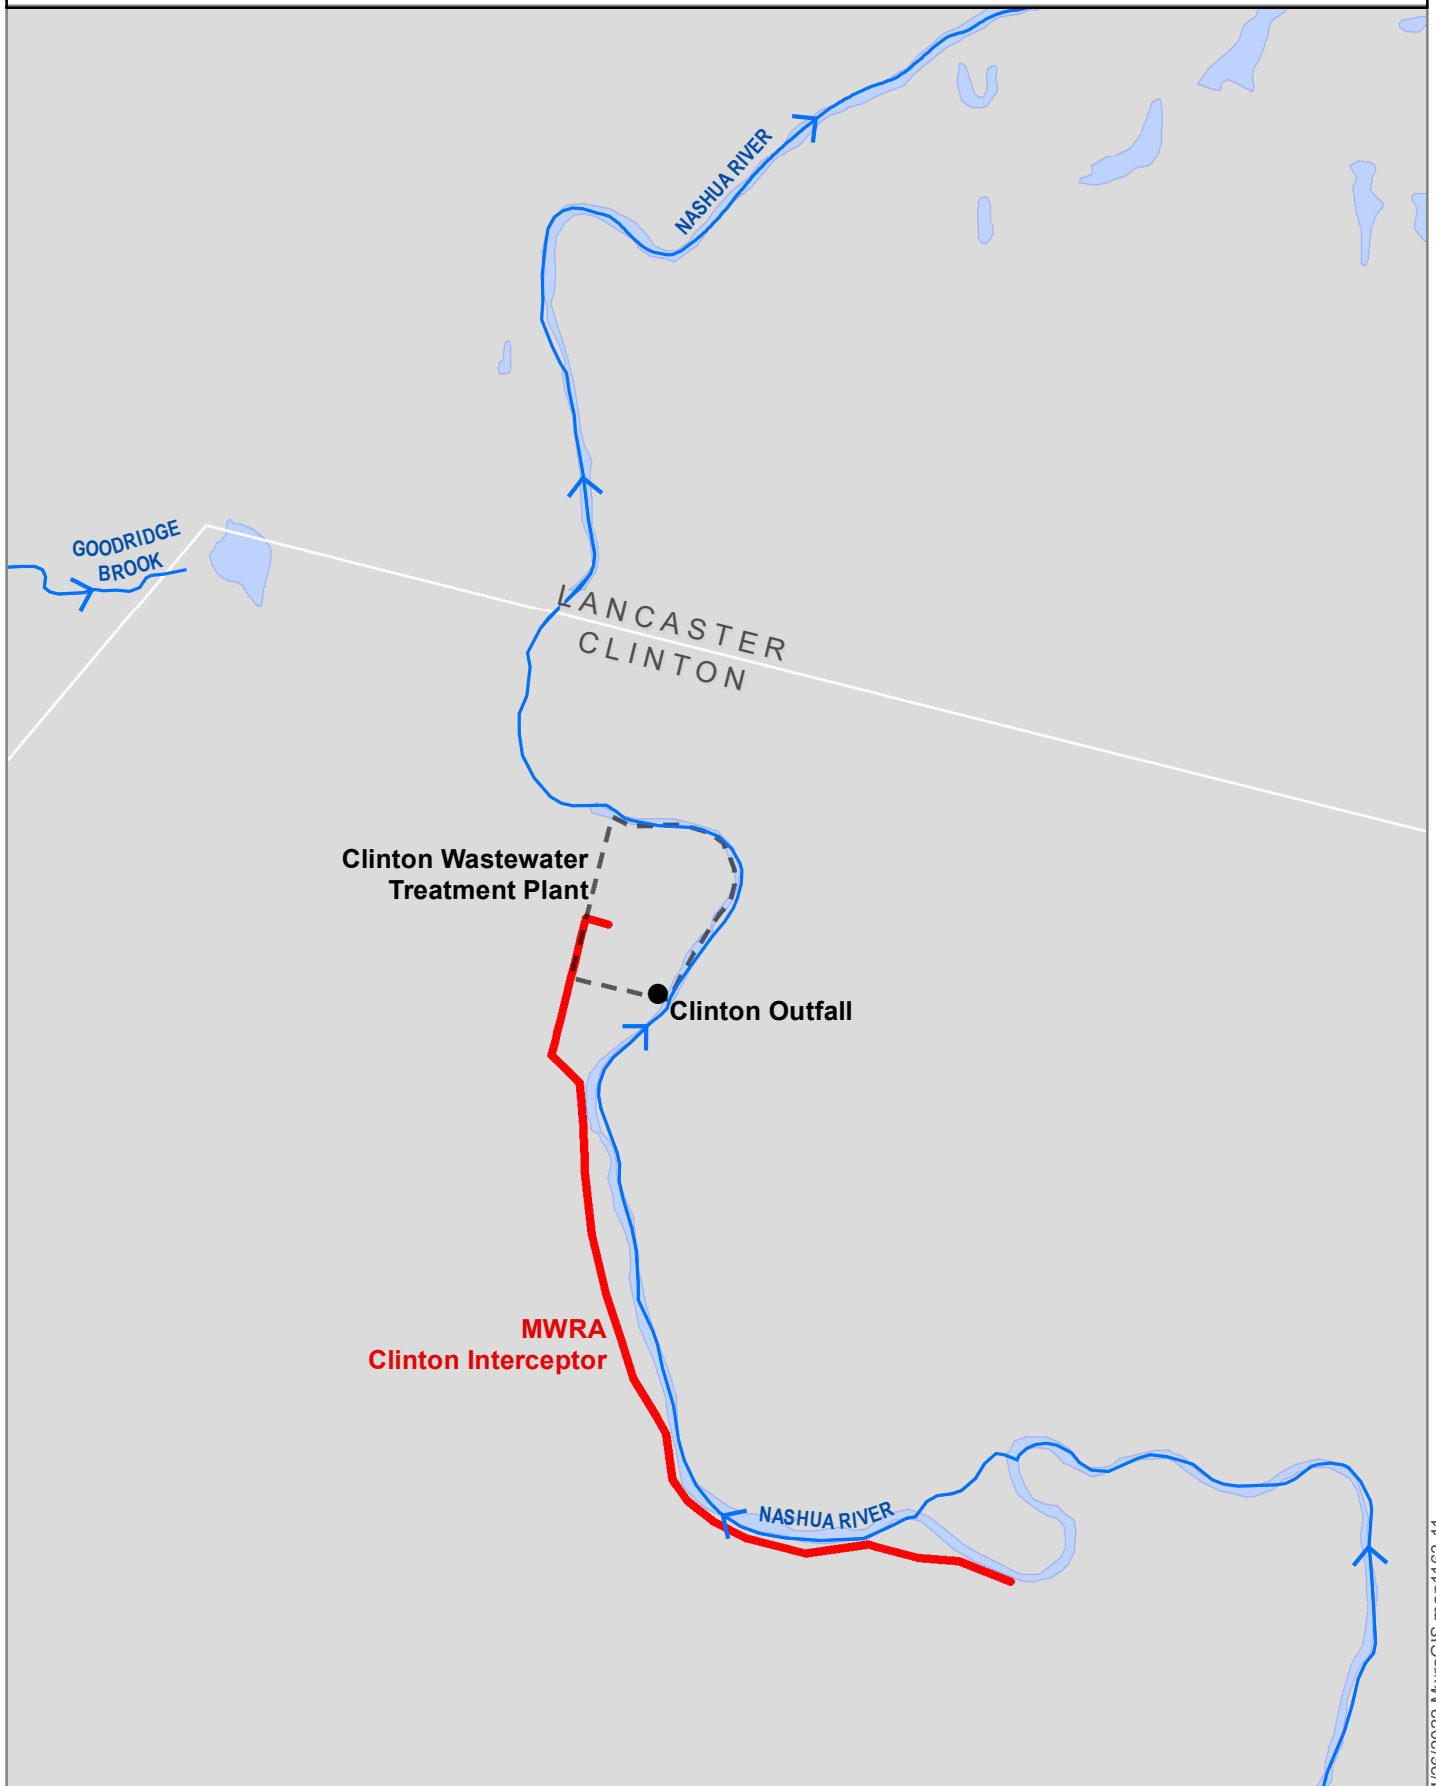 NASHUA RIVER
GOODRIDGE
BROOK
LANCASTER
CLINTON
Clinton Wastewater
Treatment Plant
Clinton Outfall
MWRA
Clinton Interceptor
NASHUA RIVER